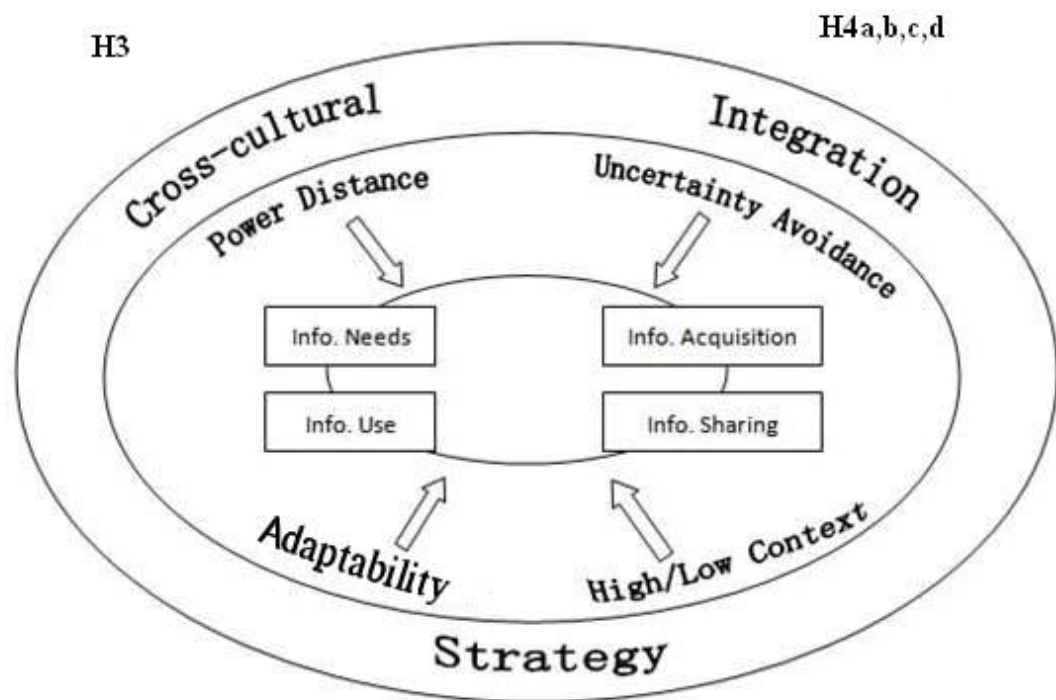 H3
H4a,b,c,d
Cross-cultural
Integration
Power Distance
Uncertainty Avoidance
Info. Needs
Info. Acquisition
Info. Use
Info. Sharing
Adaptability
High/Low Context
Strategy